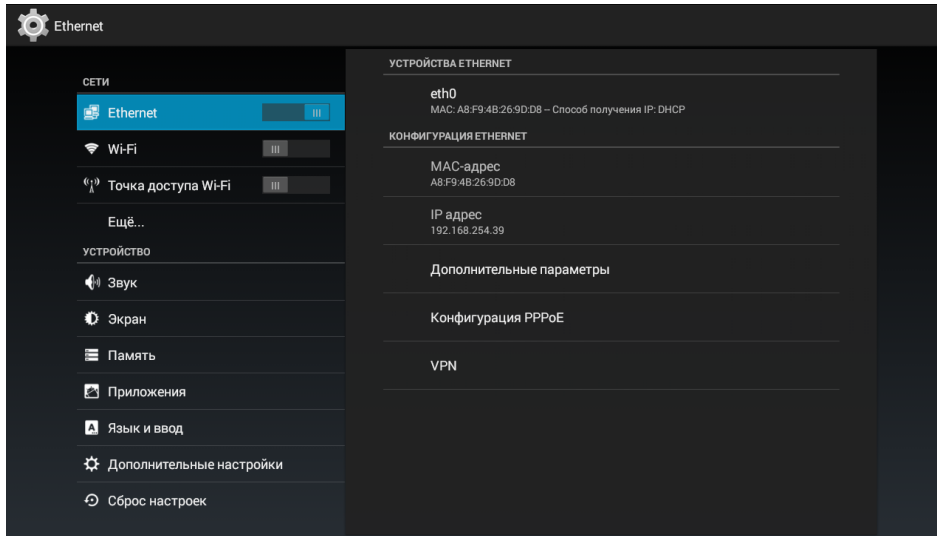 Ethernet
СЕТИ
Ethernet
Wi-Fi
Точка доступа Wi-Fi
Ещё...
УСТРОЙСТВО
Звук
Экран
Память
Приложения
Язык и ввод
Дополнительные настройки
Сброс настроек
УСТРОЙСТВА ETHERNET
eth0
MAC: A8:F9:4B:26:9D:D8 – Способ получения IP: DHCP
КОНФИГУРАЦИЯ ETHERNET
MAC-адрес
A8:F9:4B:26:9D:D8
IP адрес
192.168.254.39
Дополнительные параметры
Конфигурация PPPoE
VPN